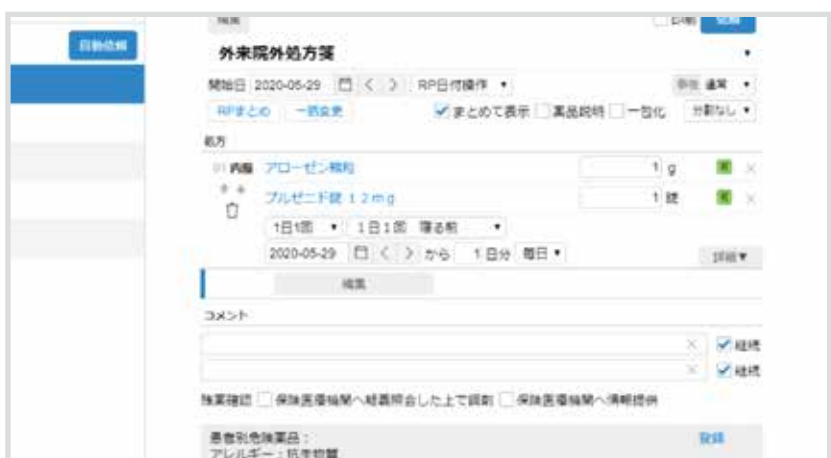 編集
印刷
依頼
自動依頼
外来院外処方箋
開始日 2020-05-29 < > RP日付操作
通常
RPまとめ 一括変更 まとめて表示 薬品説明 一包化 分割なし
処方
01 内服 アローゼン顆粒 1 g
プルゼニド錠 12mg 1 錠
1日1回 1日1回 寝る前
2020-05-29 < > から 1 日分 毎日 詳細▼
編集
コメント
× 継続
× 継続
残薬確認 保険医療機関へ疑義照会した上で調剤 保険医療機関へ情報提供
患者別危険薬品:
登録
アレルギー:抗生物質